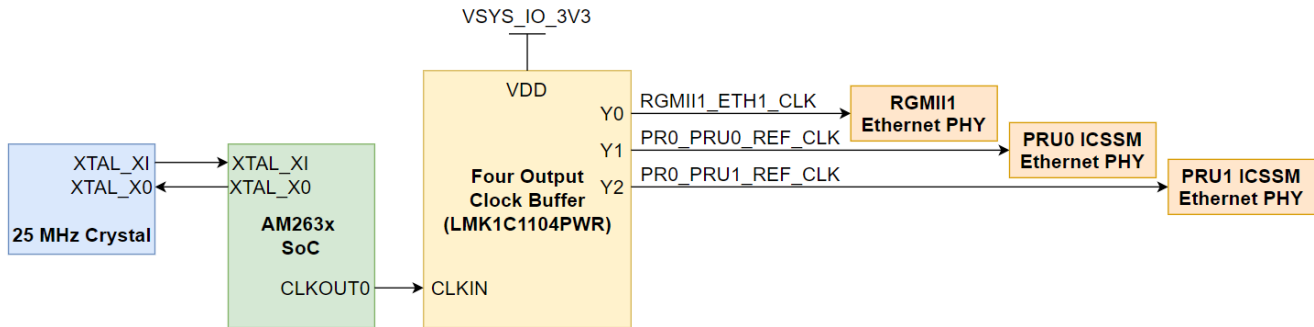 VSYS_IO_3V3
VDD
Y0
RGMII1_ETH1_CLK
RGMII1
Ethernet PHY
Y1
PR0_PRU0_REF_CLK
PRU0 ICSSM
Ethernet PHY
Y2
PR0_PRU1_REF_CLK
PRU1 ICSSM
Ethernet PHY
XTAL_XI
XTAL_X0
25 MHz Crystal
XTAL_XI
XTAL_X0
AM263x
SoC
CLKOUT0
Four Output
Clock Buffer
(LMK1C1104PWR)
CLKIN